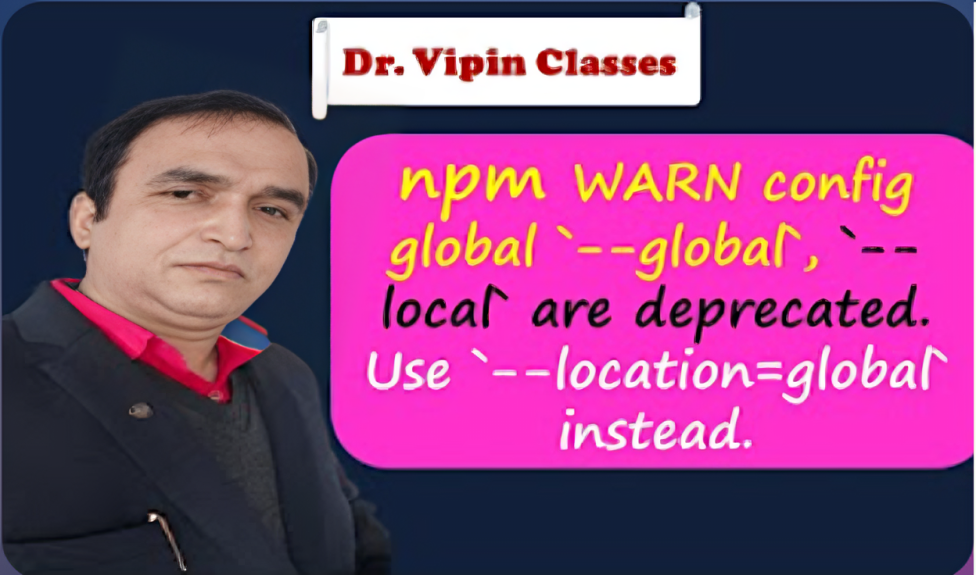 Dr. Vipin Classes
npm WARN config
global `--global`, `--
local` are deprecated.
Use `--location=global`
instead.